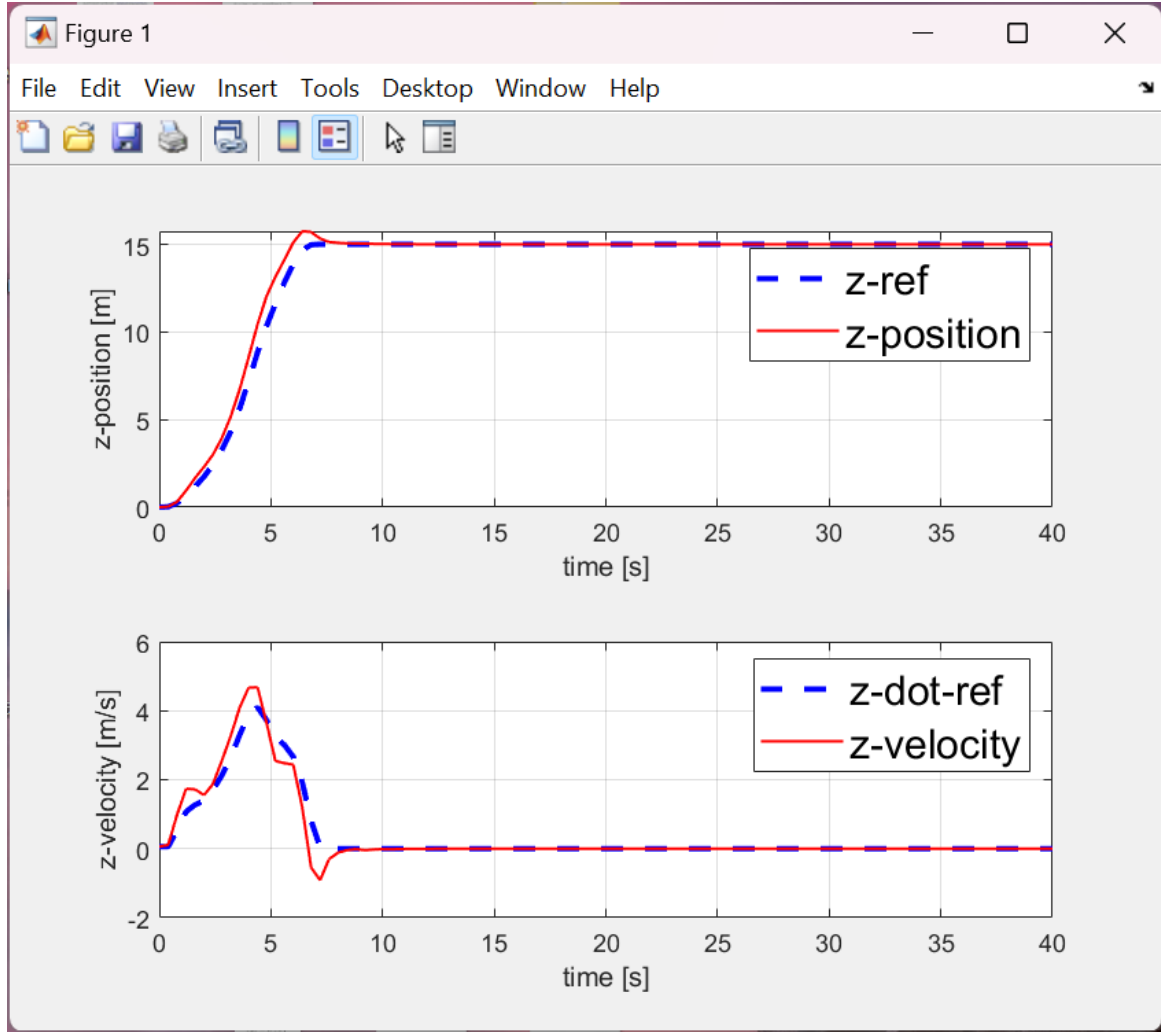 Figure 1
File Edit View Insert Tools Desktop Window Help
15
10
5
0
z-position [m]
z-ref
z-position
0 5 10 15 20 25 30 35 40
time [s]
6
4
2
0
-2
z-velocity [m/s]
z-dot-ref
z-velocity
0 5 10 15 20 25 30 35 40
time [s]